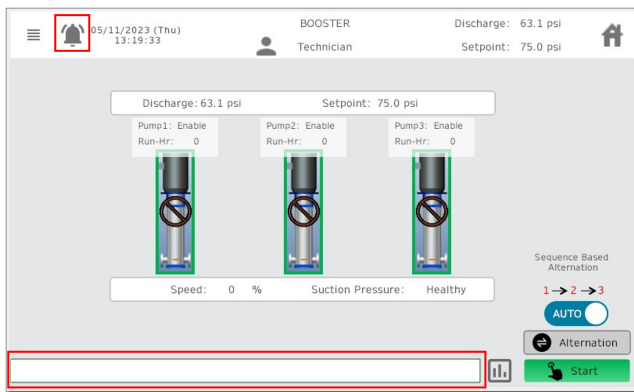 05/11/2023 (Thu)
13:19:33
BOOSTER
Technician
Discharge: 63.1 psi
Setpoint: 75.0 psi
Discharge: 63.1 psi Setpoint: 75.0 psi
Pump1: Enable
Run-Hr: 0
Pump2: Enable
Run-Hr: 0
Pump3: Enable
Run-Hr: 0
Speed: 0 % Suction Pressure: Healthy
Sequence Based
Alternation
1 → 2 → 3
AUTO
Alternation
Start